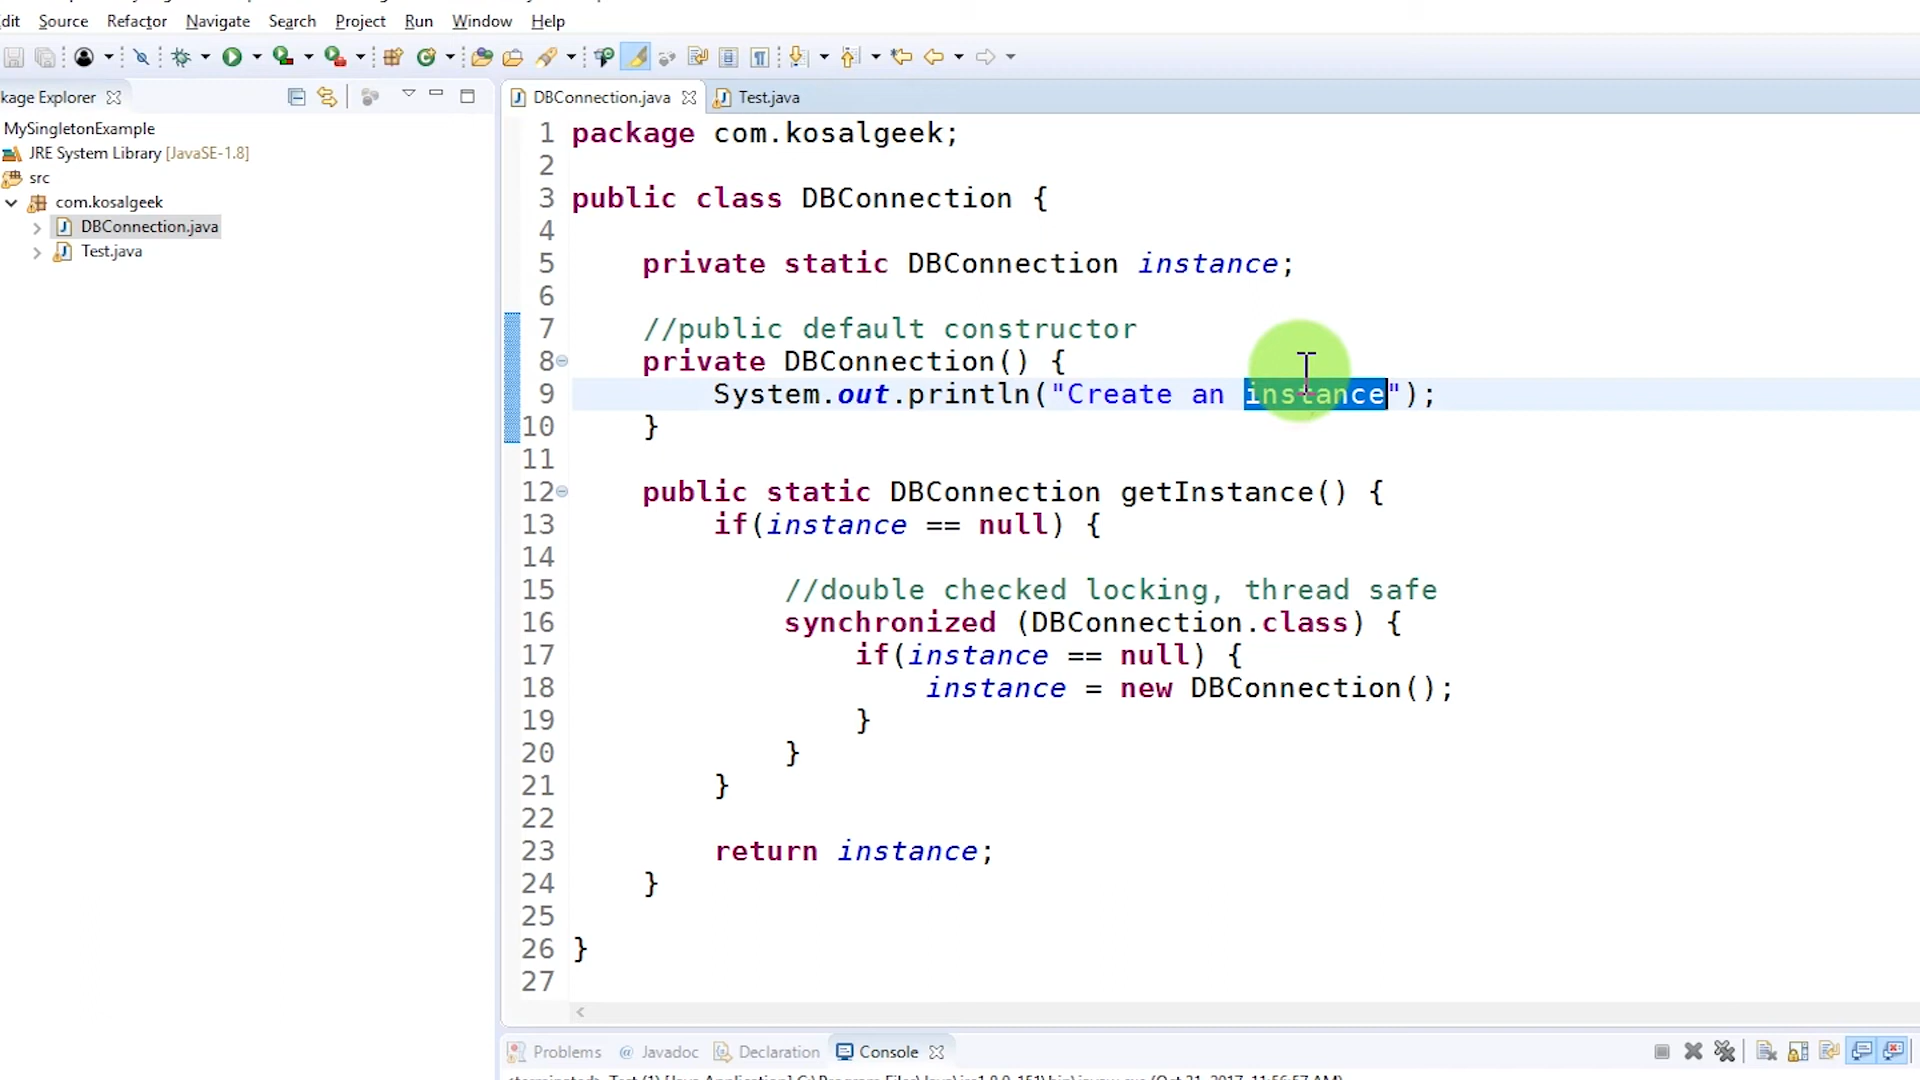 dit Source Refactor Navigate Search Project Run Window Help
kage Explorer
DBConnection.java Test.java
MySingletonExample
JRE System Library [JavaSE-1.8]
src
com.kosalgeek
DBConnection.java
Test.java
1 package com.kosalgeek;
2
3 public class DBConnection {
4
5 private static DBConnection instance;
6
7 //public default constructor
8 private DBConnection() {
9 System.out.println("Create an instance");
10 }
11
12 public static DBConnection getInstance() {
13 if(instance == null) {
14
15 //double checked locking, thread safe
16 synchronized (DBConnection.class) {
17 if(instance == null) {
18 instance = new DBConnection();
19 }
20 }
21 }
22
23 return instance;
24 }
25
26 }
27
Problems @ Javadoc Declaration Console